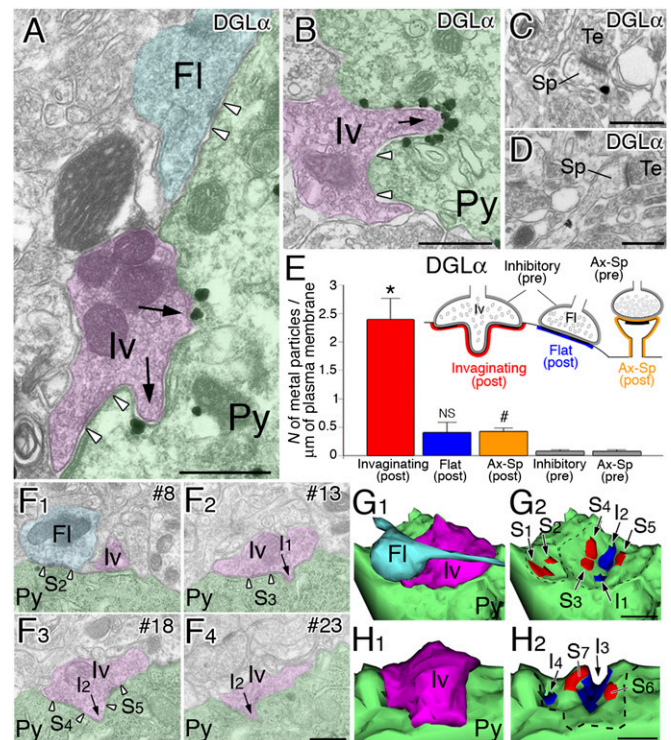 A
DGLα
Fl
Iv
Py
B
DGLα
Iv
Py
C
DGLα
Te
Sp
D
DGLα
Te
Sp
E
DGLα
Inhibitory
(pre)
Ax-Sp
(pre)
Iv
Fl
Invaginating
(post)
Flat
(post)
Ax-Sp
(post)
N of metal particles /
μm of plasma membrane
3
2.5
2
1.5
1
0.5
0
*
NS
#
Invaginating
(post)
Flat
(post)
Ax-Sp
(post)
Inhibitory
(pre)
Ax-Sp
(pre)
F1
#8
Fl
Iv
S2
Py
F2
#13
Iv
I1
S3
Py
F3
#18
Iv
I2
S4
S5
Py
F4
#23
Iv
I2
Py
G1
Fl
Iv
Py
G2
S1
S2
S4
I2
S5
S3
I1
H1
Iv
Py
H2
I4
S7
I3
S6